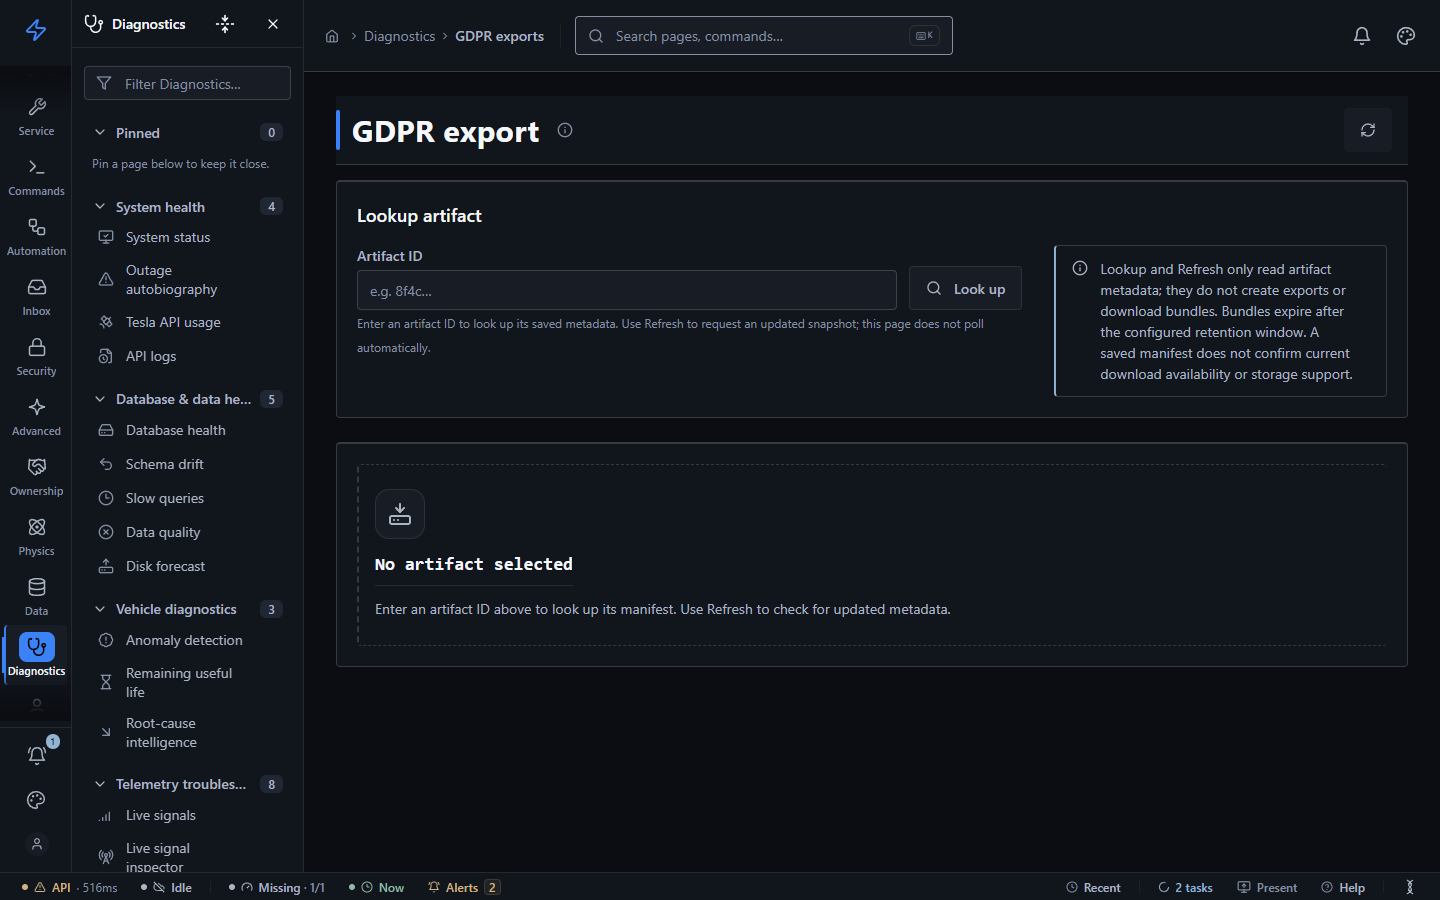 Diagnostics
Diagnostics
GDPR exports
Search pages, commands...
K
Filter Diagnostics...
Service
Commands
Automation
Inbox
Security
Advanced
Ownership
Physics
Data
Diagnostics
1
Pinned
0
Pin a page below to keep it close.
System health
4
System status
Outage
autobiography
Tesla API usage
API logs
Database & data he...
5
Database health
Schema drift
Slow queries
Data quality
Disk forecast
Vehicle diagnostics
3
Anomaly detection
Remaining useful
life
Root-cause
intelligence
Telemetry troubles...
8
Live signals
Live signal
inspector
GDPR export
Lookup artifact
Artifact ID
e.g. 8f4c...
Look up
Enter an artifact ID to look up its saved metadata. Use Refresh to request an updated snapshot; this page does not poll
automatically.
Lookup and Refresh only read artifact
metadata; they do not create exports or
download bundles. Bundles expire after
the configured retention window. A
saved manifest does not confirm current
download availability or storage support.
No artifact selected
Enter an artifact ID above to look up its manifest. Use Refresh to check for updated metadata.
API · 516ms
Idle
Missing · 1/1
Now
Alerts 2
Recent
2 tasks
Present
Help